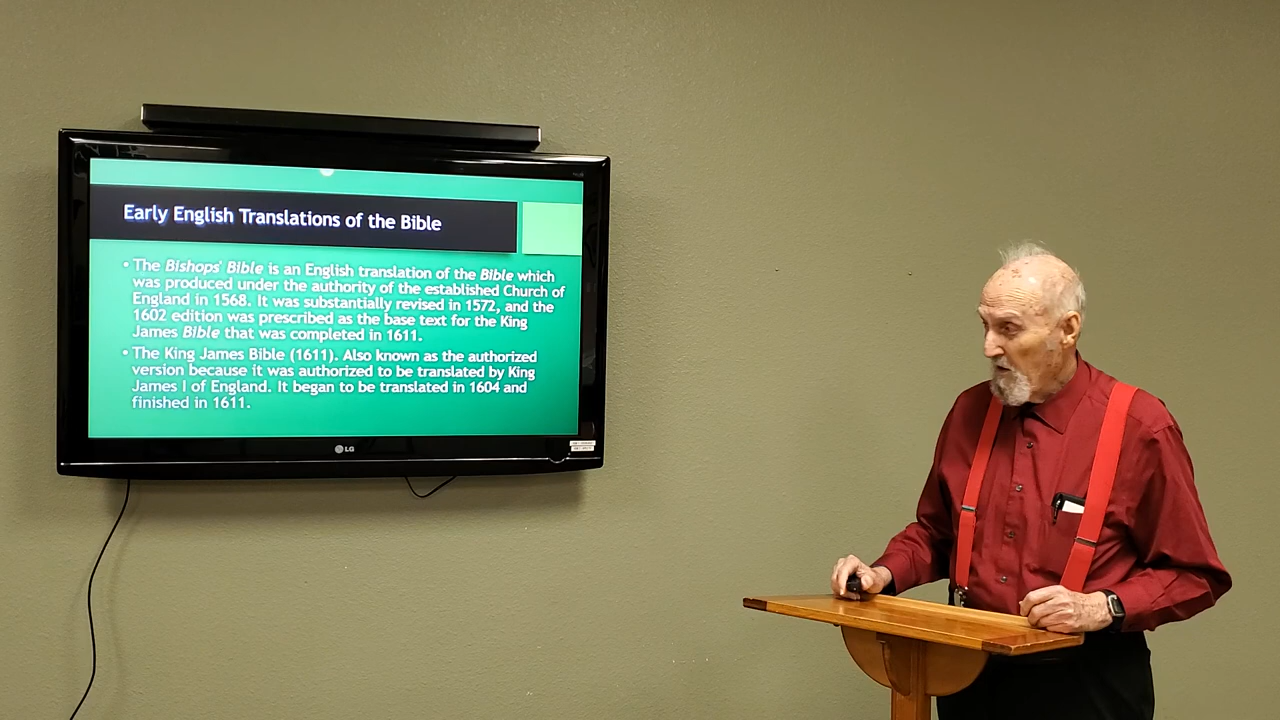 Early English Translations of the Bible
• The Bishops' Bible is an English translation of the Bible which
was produced under the authority of the established Church of
England in 1568. It was substantially revised in 1572, and the
1602 edition was prescribed as the base text for the King
James Bible that was completed in 1611.
• The King James Bible (1611). Also known as the authorized
version because it was authorized to be translated by King
James I of England. It began to be translated in 1604 and
finished in 1611.
LG